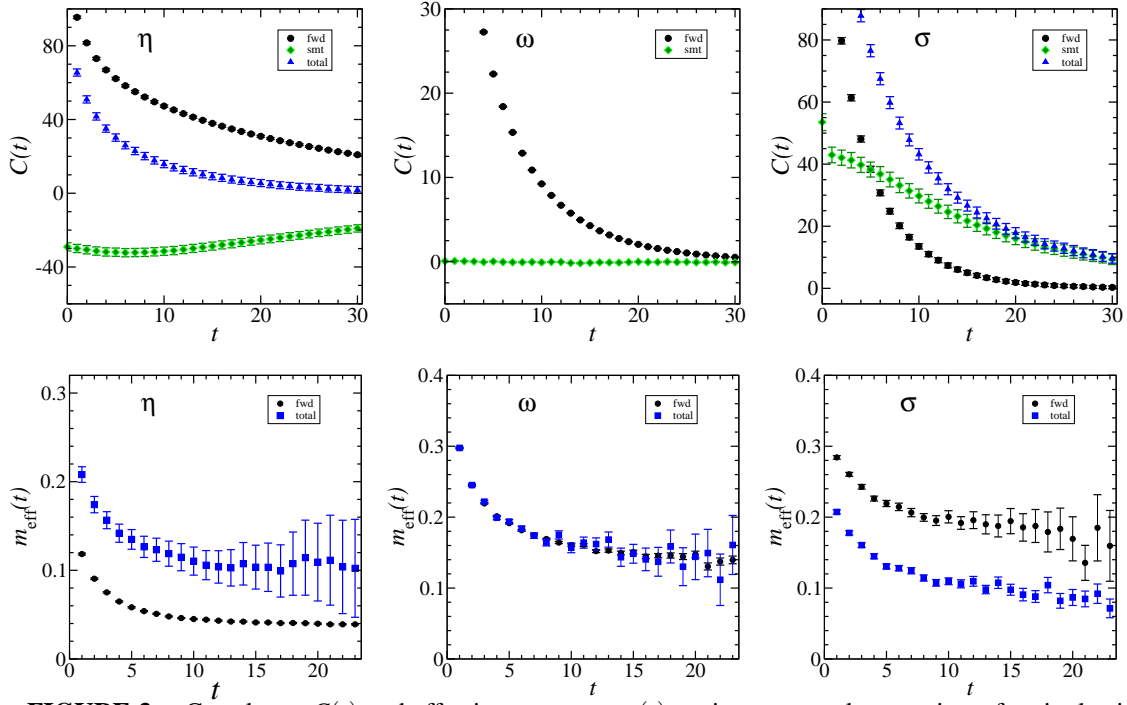 η
fwd
smt
total
C(t)
80
40
0
-40
0 10 20 30
t
ω
fwd
smt
C(t)
30
20
10
0
0 10 20 30
t
σ
fwd
smt
total
C(t)
80
60
40
20
0
0 10 20 30
t
η
fwd
total
m_eff(t)
0.3
0.2
0.1
0
0 5 10 15 20
t
ω
fwd
total
m_eff(t)
0.4
0.3
0.2
0.1
0
0 5 10 15 20
t
σ
fwd
total
m_eff(t)
0.4
0.3
0.2
0.1
0
0 5 10 15 20
t